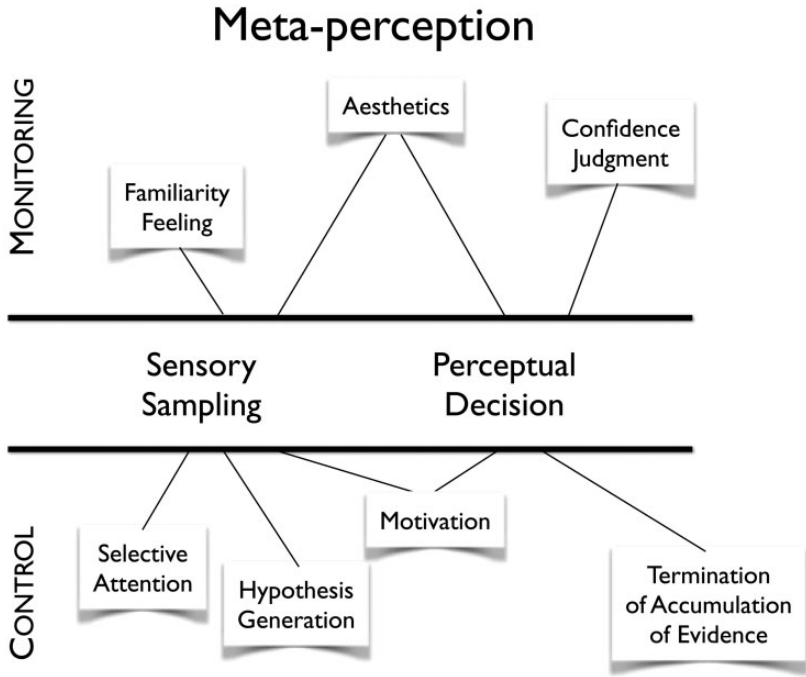 Meta-perception
MONITORING
Aesthetics
Confidence
Judgment
Familiarity
Feeling
Sensory
Sampling
Perceptual
Decision
CONTROL
Motivation
Selective
Attention
Hypothesis
Generation
Termination
of Accumulation
of Evidence